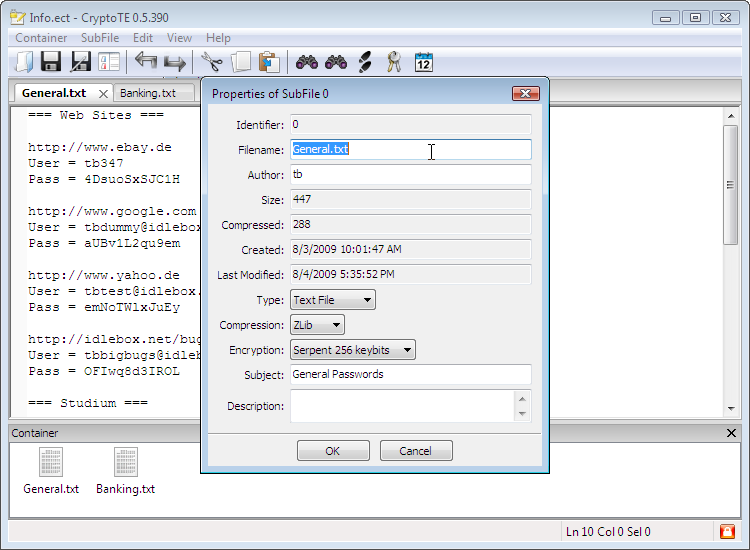 Info.ect - CryptoTE 0.5.390
Container SubFile Edit View Help
12
General.txt Banking.txt
=== Web Sites ===
http://www.ebay.de
User = tb347
Pass = 4DsuoSxSJC1H
http://www.google.com
User = tbdummy@idlebox
Pass = aUBv1L2qu9em
http://www.yahoo.de
User = tbtest@idlebox.
Pass = emNoTWlxJuEy
http://idlebox.net/bug
User = tbbigbugs@idleb
Pass = OFIwq8d3IROL
=== Studium ===
Properties of SubFile 0
Identifier: 0
Filename: General.txt
Author: tb
Size: 447
Compressed: 288
Created: 8/3/2009 10:01:47 AM
Last Modified: 8/4/2009 5:35:52 PM
Type: Text File
Compression: ZLib
Encryption: Serpent 256 keybits
Subject: General Passwords
Description:
OK Cancel
Container
General.txt Banking.txt
Ln 10 Col 0 Sel 0